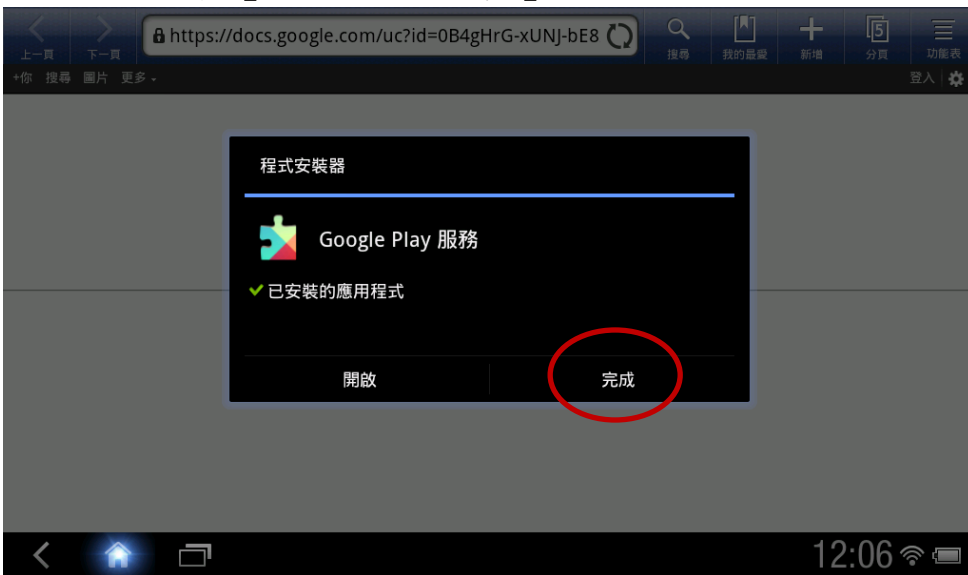 https://docs.google.com/uc?id=0B4gHrG-xUNJ-bE8
上一頁 下一頁 搜尋 我的最愛 新增 5 分頁 功能表
+你 搜尋 圖片 更多 登入
程式安裝器
Google Play 服務
已安裝的應用程式
開啟 完成
12:06